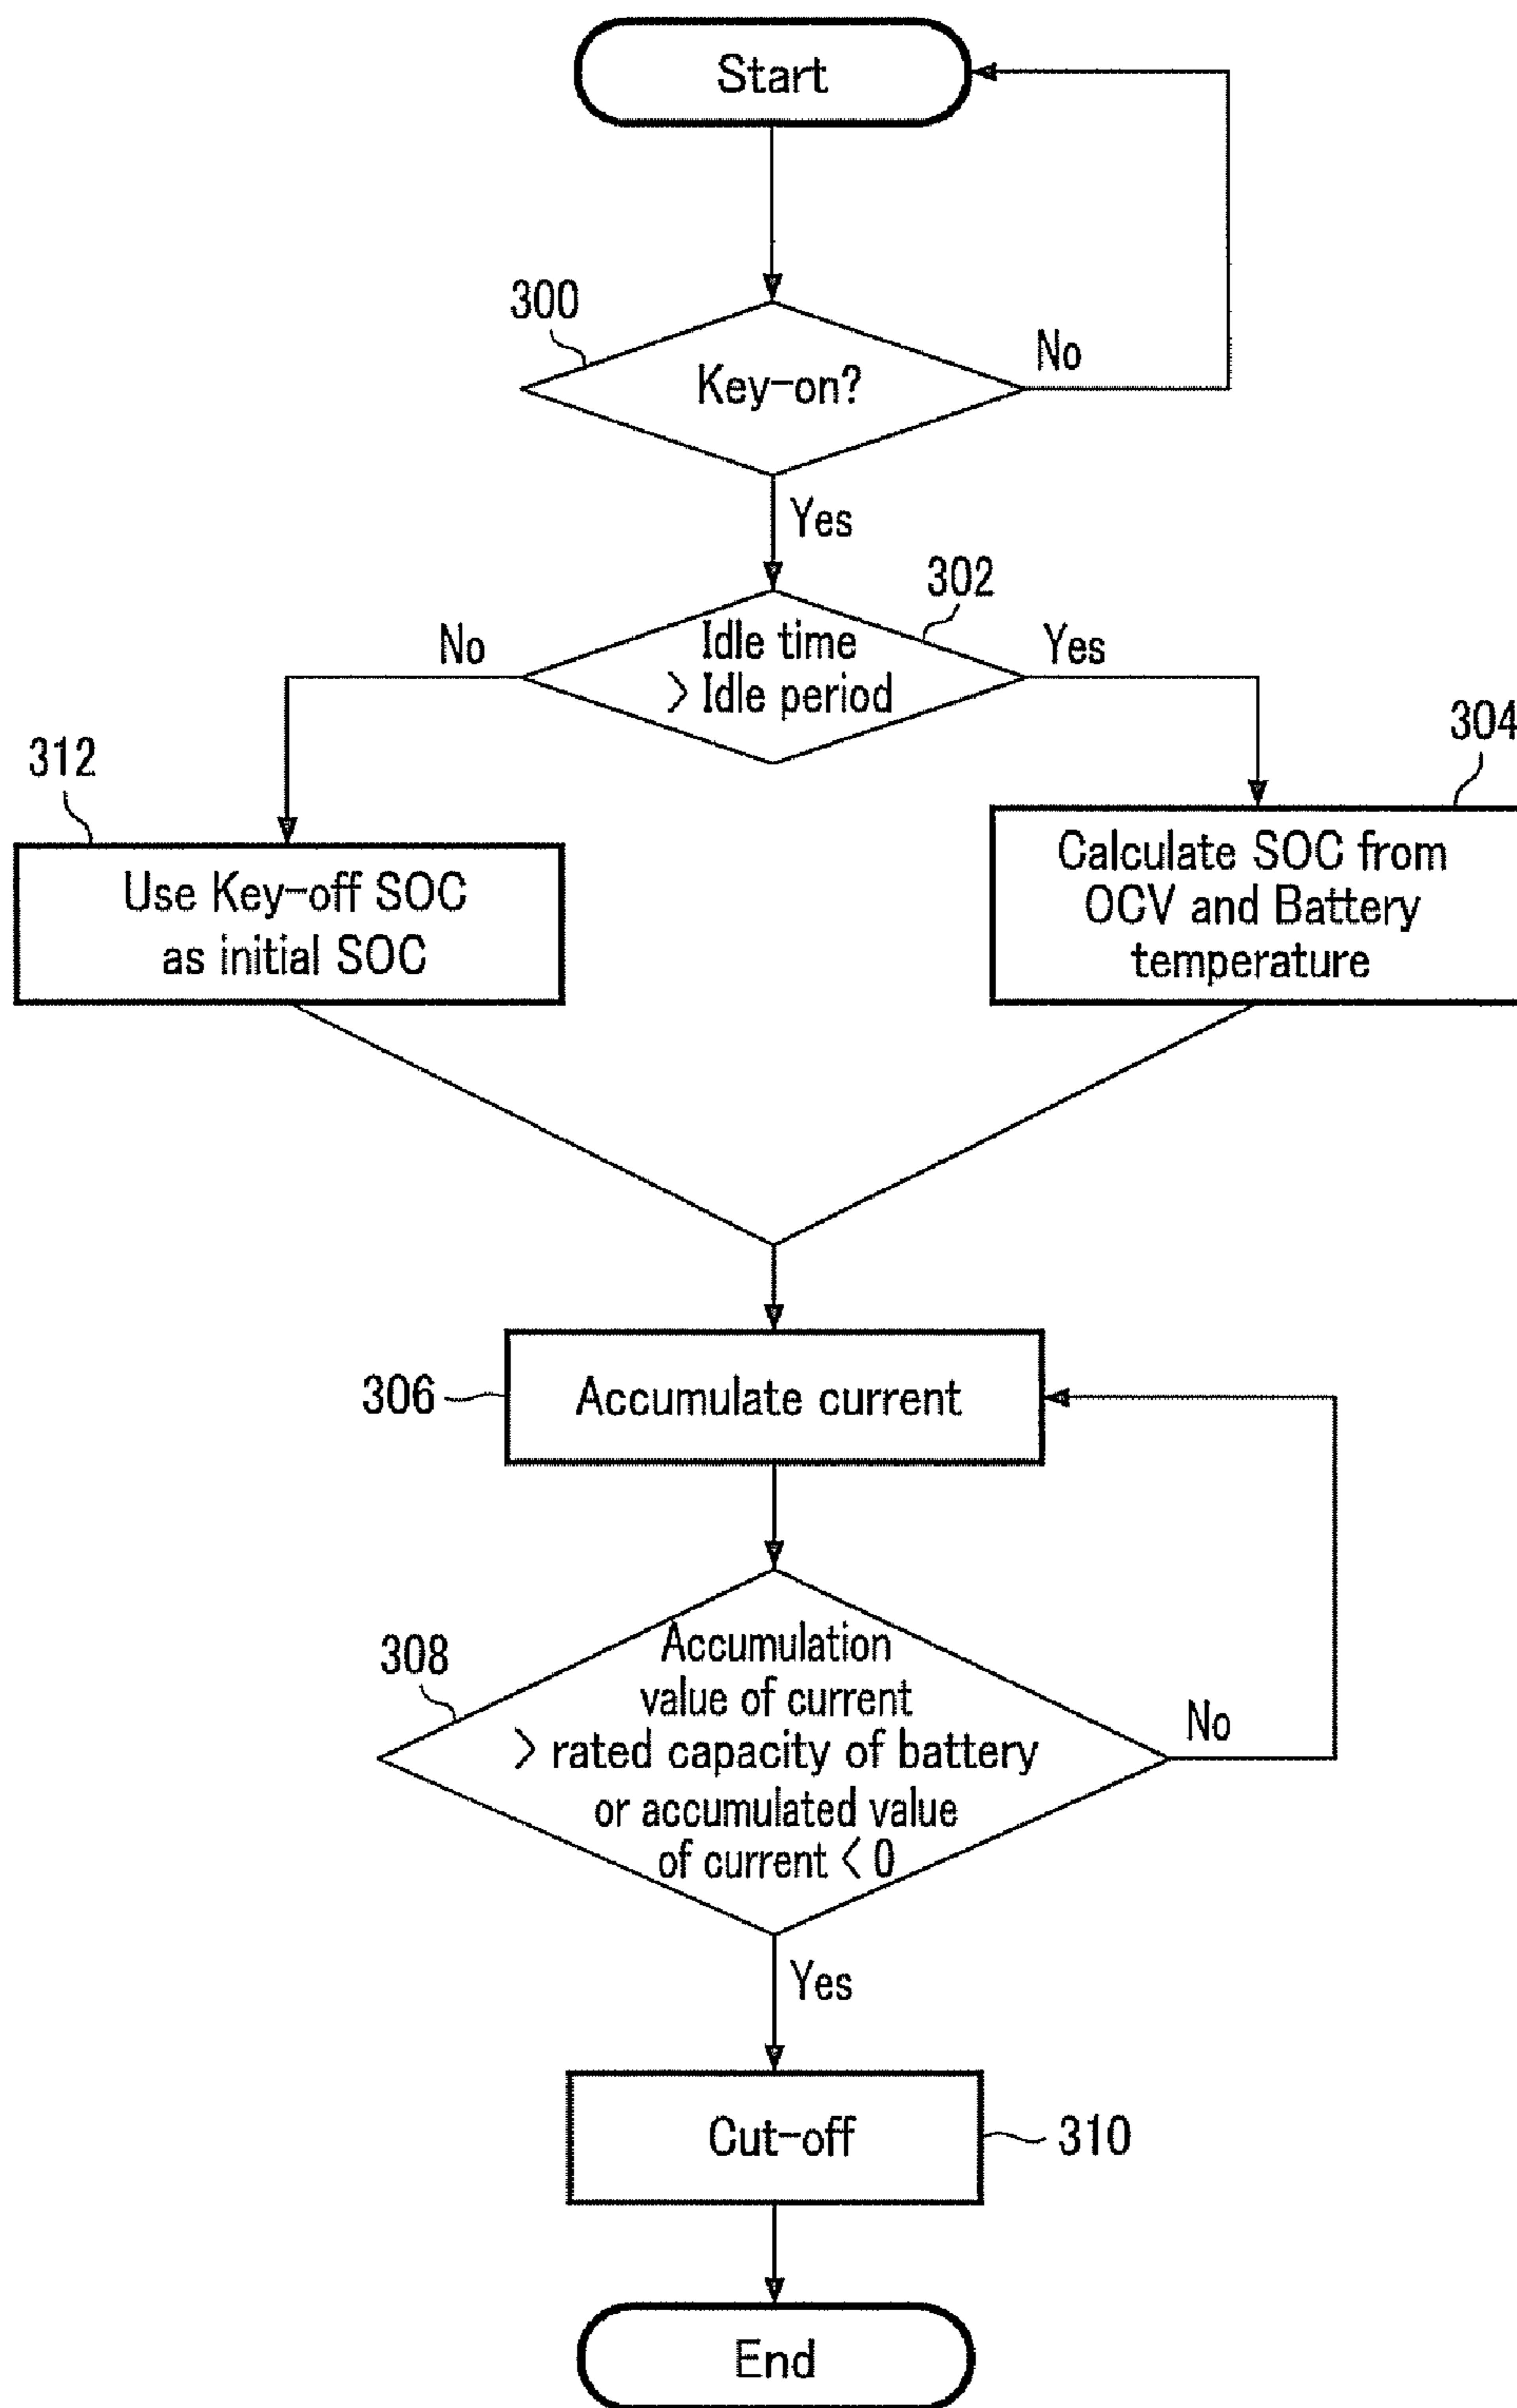 Start
300
Key-on?
No
Yes
302
Idle time
> Idle period
No
Yes
312
Use Key-off SOC
as initial SOC
304
Calculate SOC from
OCV and Battery
temperature
306
Accumulate current
308
Accumulation
value of current
> rated capacity of battery
or accumulated value
of current < 0
No
Yes
Cut-off
310
End